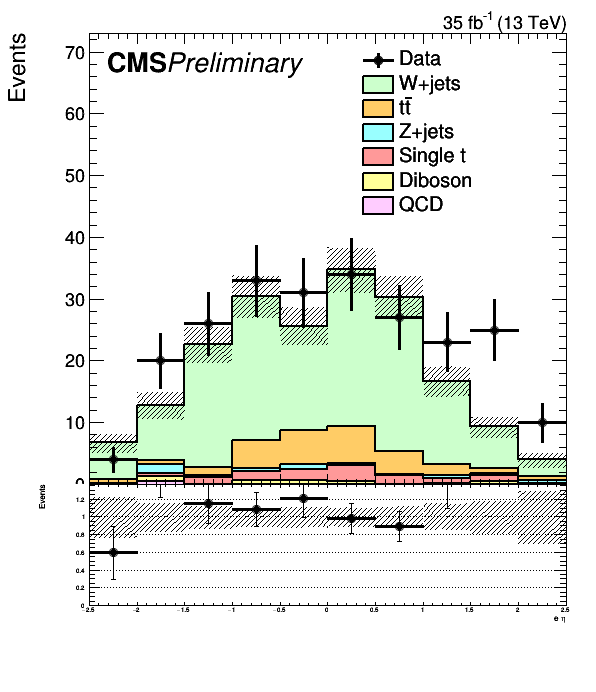 35 fb-1 (13 TeV)
Events
CMS Preliminary
Data
W+jets
tt̄
Z+jets
Single t
Diboson
QCD
70
60
50
40
30
20
10
0
Events
1.2
1
0.8
0.6
0.4
0.2
0
-2.5 -2 -1.5 -1 -0.5 0 0.5 1 1.5 2 2.5
e η